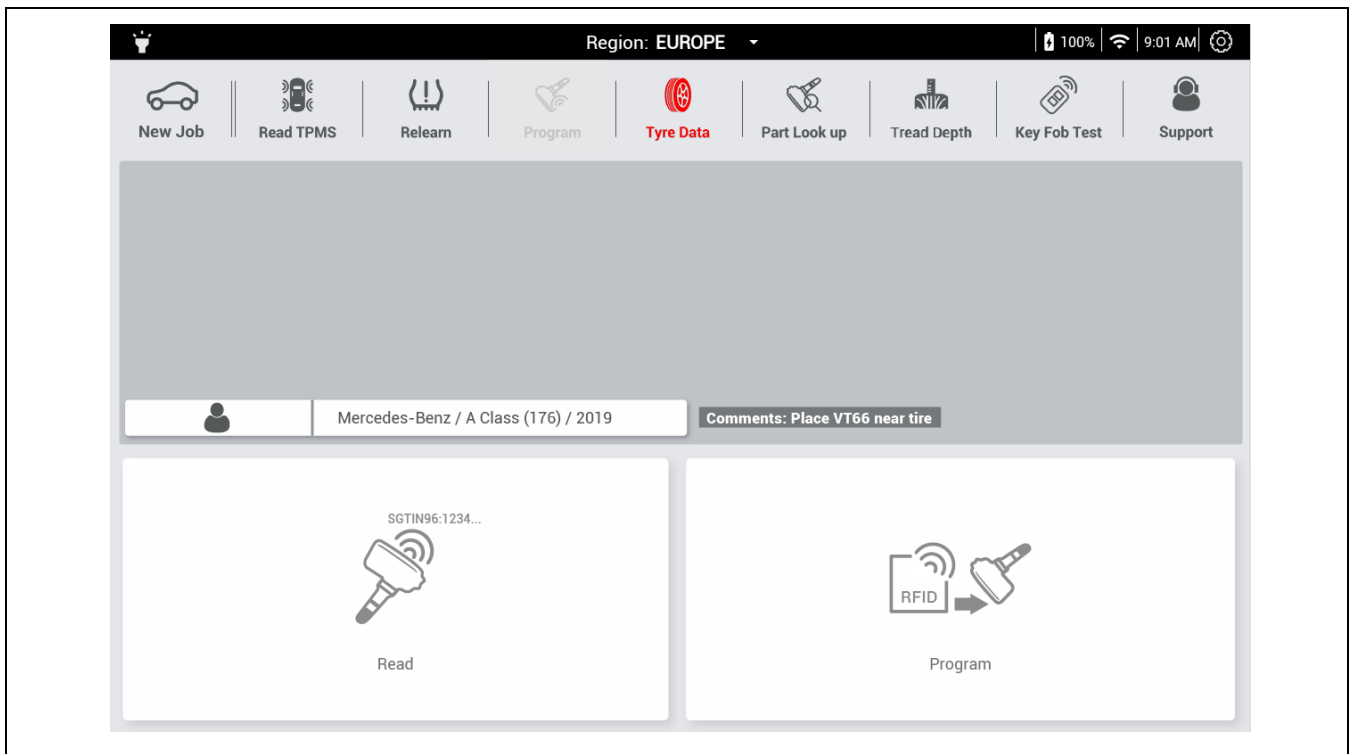 Region: EUROPE
100%
9:01 AM
New Job
Read TPMS
Relearn
Program
Tyre Data
Part Look up
Tread Depth
Key Fob Test
Support
Mercedes-Benz / A Class (176) / 2019
Comments: Place VT66 near tire
SGTIN96:1234...
Read
RFID
Program